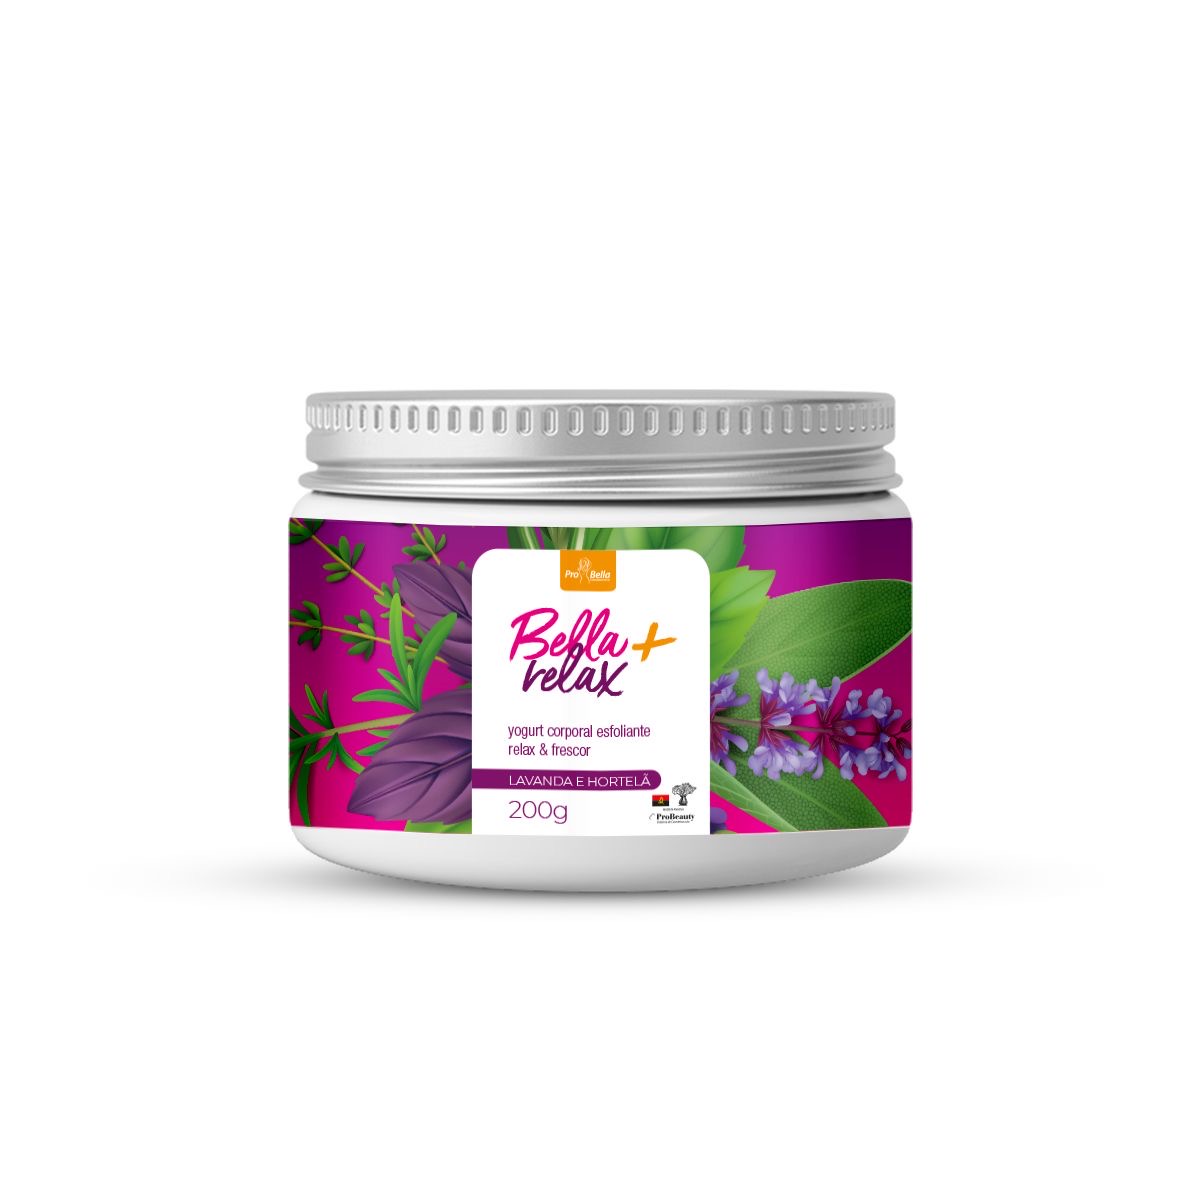 Pro Bella
Bella +
relax
yogurt corporal esfoliante
relax & frescor
LAVANDA E HORTELÃ
200g
ProBeauty